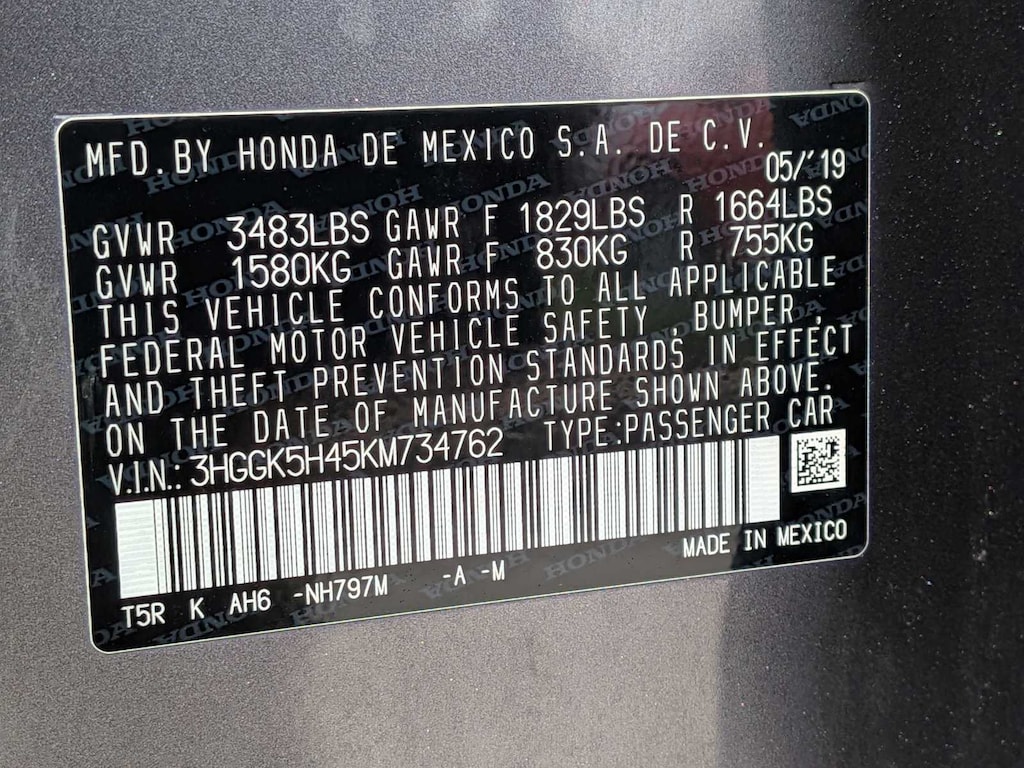 MFD. BY HONDA DE MEXICO S.A. DE C.V.
05/'19
GVWR 3483LBS GAWR F 1829LBS R 1664LBS
GVWR 1580KG GAWR F 830KG R 755KG
THIS VEHICLE CONFORMS TO ALL APPLICABLE
FEDERAL MOTOR VEHICLE SAFETY, BUMPER,
AND THEFT PREVENTION STANDARDS IN EFFECT
ON THE DATE OF MANUFACTURE SHOWN ABOVE.
V.I.N.: 3HGGK5H45KM734762 TYPE:PASSENGER CAR
MADE IN MEXICO
T5R K AH6 -NH797M -A -M